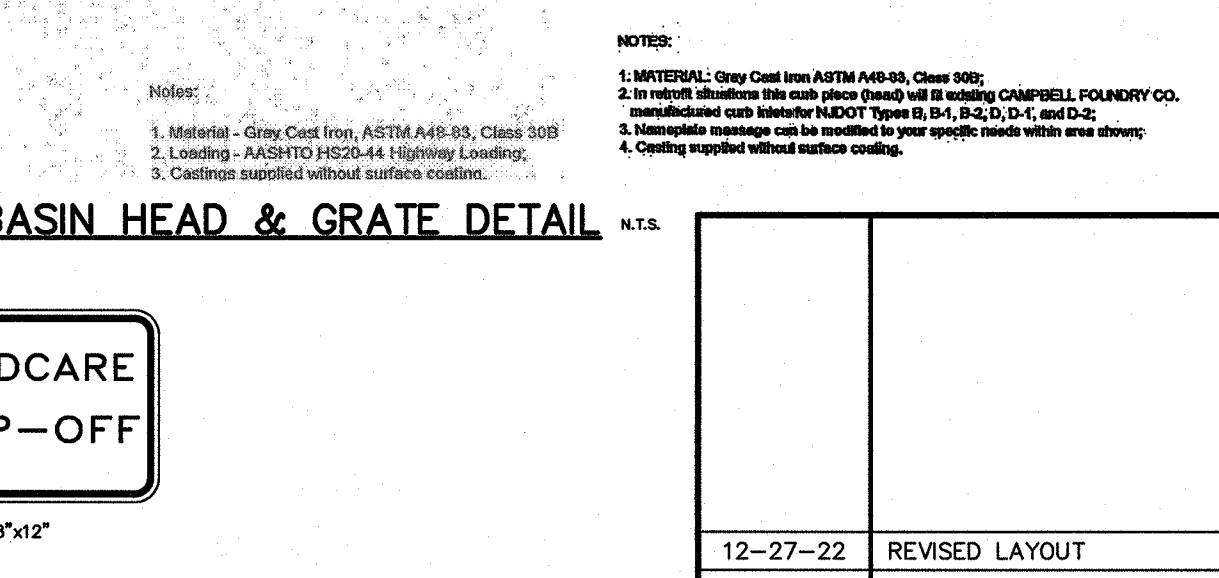 Notes:
1. Material - Gray Cast Iron, ASTM A48-83, Class 30B
2. Loading - AASHTO HS20-44 Highway Loading;
3. Castings supplied without surface coating.
NOTES:
1: MATERIAL: Gray Cast Iron ASTM A48-83, Class 30B;
2: In retrofit situations this curb piece (head) will fit existing CAMPBELL FOUNDRY CO.
manufactured curb inlets for NJDOT Types B, B-1, B-2, D, D-1, and D-2;
3. Nameplate message can be modified to your specific needs within area shown;
4. Casting supplied without surface coating.
BASIN HEAD & GRATE DETAIL
N.T.S.
DCARE
P-OFF
8"x12"
12-27-22 REVISED LAYOUT